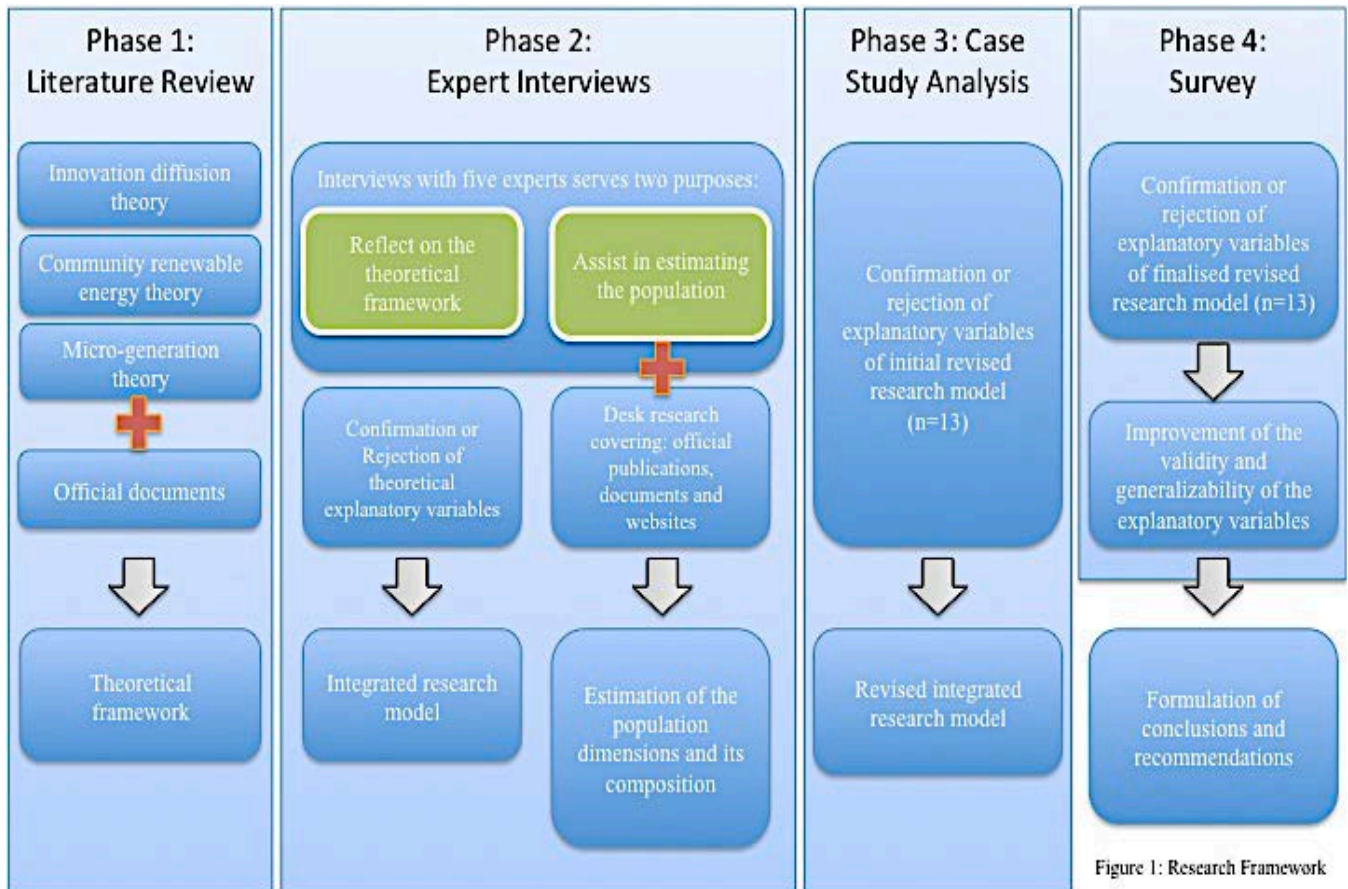 Phase 1:
Literature Review
Innovation diffusion
theory
Community renewable
energy theory
Micro-generation
theory
Official documents
Theoretical
framework
Phase 2:
Expert Interviews
Interviews with five experts serves two purposes:
Reflect on the
theoretical
framework
Assist in estimating
the population
Confirmation or
Rejection of
theoretical
explanatory variables
Desk research
covering: official
publications,
documents and
websites
Integrated research
model
Estimation of the
population
dimensions and its
composition
Phase 3: Case
Study Analysis
Confirmation or
rejection of
explanatory variables
of initial revised
research model
(n=13)
Revised integrated
research model
Phase 4:
Survey
Confirmation or
rejection of
explanatory variables
of finalised revised
research model (n=13)
Improvement of the
validity and
generalizability of the
explanatory variables
Formulation of
conclusions and
recommendations
Figure 1: Research Framework